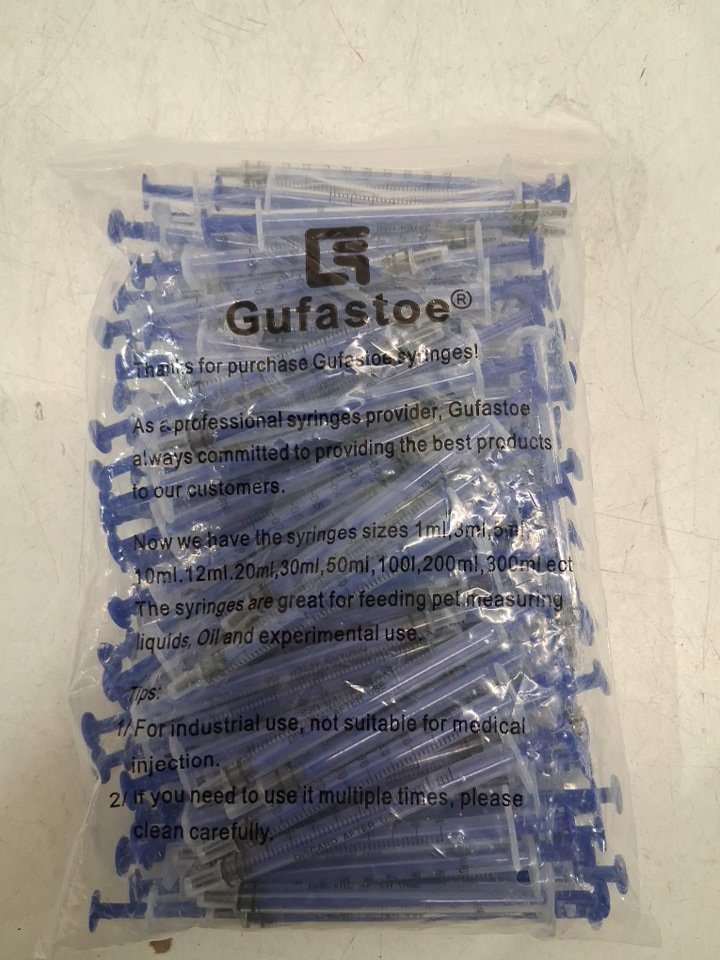 Gufastoe®
Thanks for purchase Gufastoe syringes!
As a professional syringes provider, Gufastoe
always committed to providing the best products
to our customers.
Now we have the syringes sizes 1ml,3ml,5ml
10ml.12ml.20ml,30ml,50ml,100l,200ml,300ml ect
The syringes are great for feeding pet measuring
liquids, Oil and experimental use.
Tips:
1/ For industrial use, not suitable for medical
injection.
2/ If you need to use it multiple times, please
clean carefully.
DISCARD AFTER